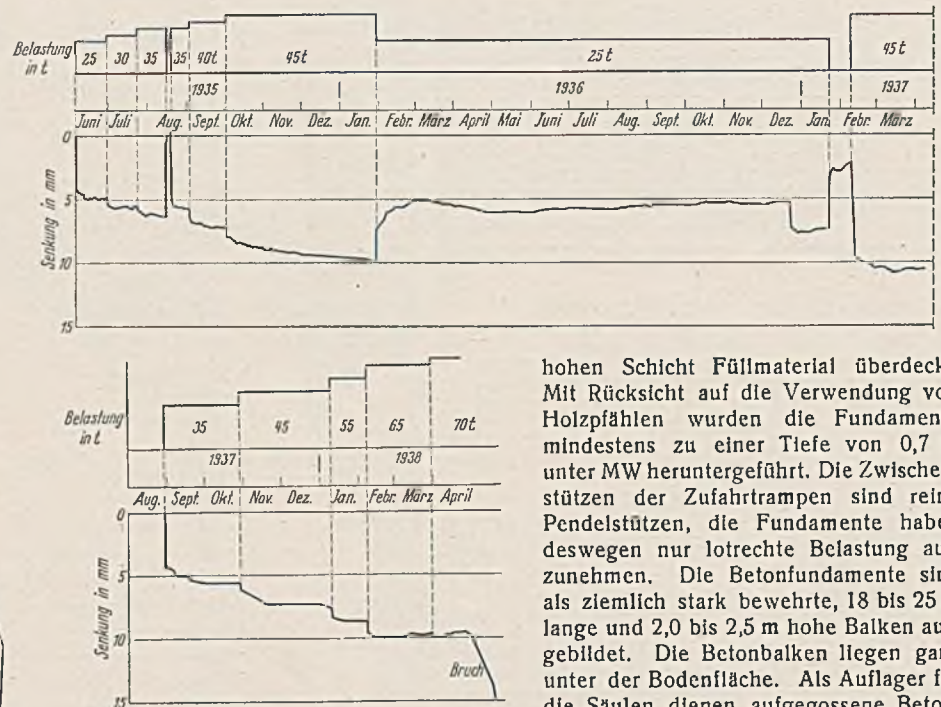 Belastung in t
25 30 35 35 40t 45t 25t 45t
1935 1936 1937
Juni Juli Aug. Sept. Okt. Nov. Dez. Jan. Febr. März April Mai Juni Juli Aug. Sept. Okt. Nov. Dez. Jan. Febr. März
Senkung in mm
0
5
10
15
Belastung in t
35 45 55 65 70t
1937 1938
Aug. Sept Okt. Nov. Dez. Jan. Febr. März April
Senkung in mm
0
5
10
15
Bruch
hohen Schicht Füllmaterial überdeck
Mit Rücksicht auf die Verwendung vo
Holzpfählen wurden die Fundamen
mindestens zu einer Tiefe von 0,7
unter MW heruntergeführt. Die Zwische
stützen der Zufahrtrampen sind rein
Pendelstützen, die Fundamente habe
deswegen nur lotrechte Belastung au
zunehmen. Die Betonfundamente sin
als ziemlich stark bewehrte, 18 bis 25
lange und 2,0 bis 2,5 m hohe Balken au
gebildet. Die Betonbalken liegen gan
unter der Bodenfläche. Als Auflager f
die Säulen dienen aufgegossene Beto